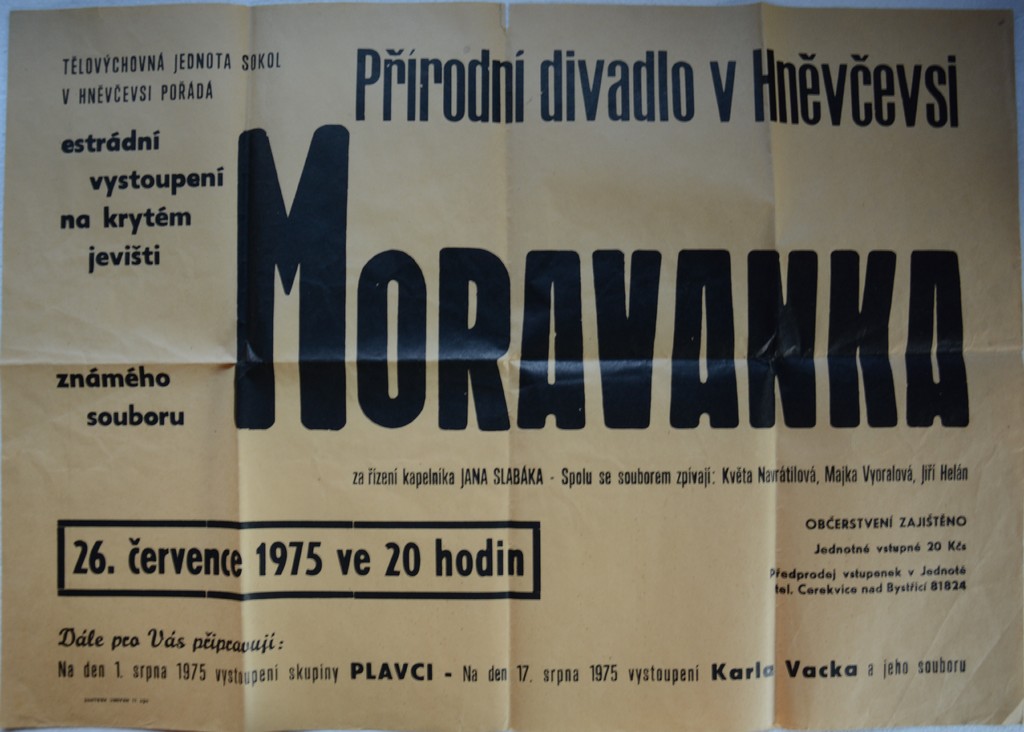 TĚLOVÝCHOVNÁ JEDNOTA SOKOL
V HNĚVČEVSI POŘÁDÁ
Přírodní divadlo v Hněvčevsi
estrádní
vystoupení
na krytém
jevišti
známého
souboru
MORAVANKA
za řízení kapelníka JANA SLABÁKA - Spolu se souborem zpívají: Květa Navrátilová, Majka Vyoralová, Jiří Helán
26. července 1975 ve 20 hodin
OBČERSTVENÍ ZAJIŠTĚNO
Jednotné vstupné 20 Kčs
Předprodej vstupenek v Jednotě
tel. Cerekvice nad Bystřicí 81824
Dále pro Vás připravují:
Na den 1. srpna 1975 vystoupení skupiny PLAVCI - Na den 17. srpna 1975 vystoupení Karla Vacka a jeho souboru